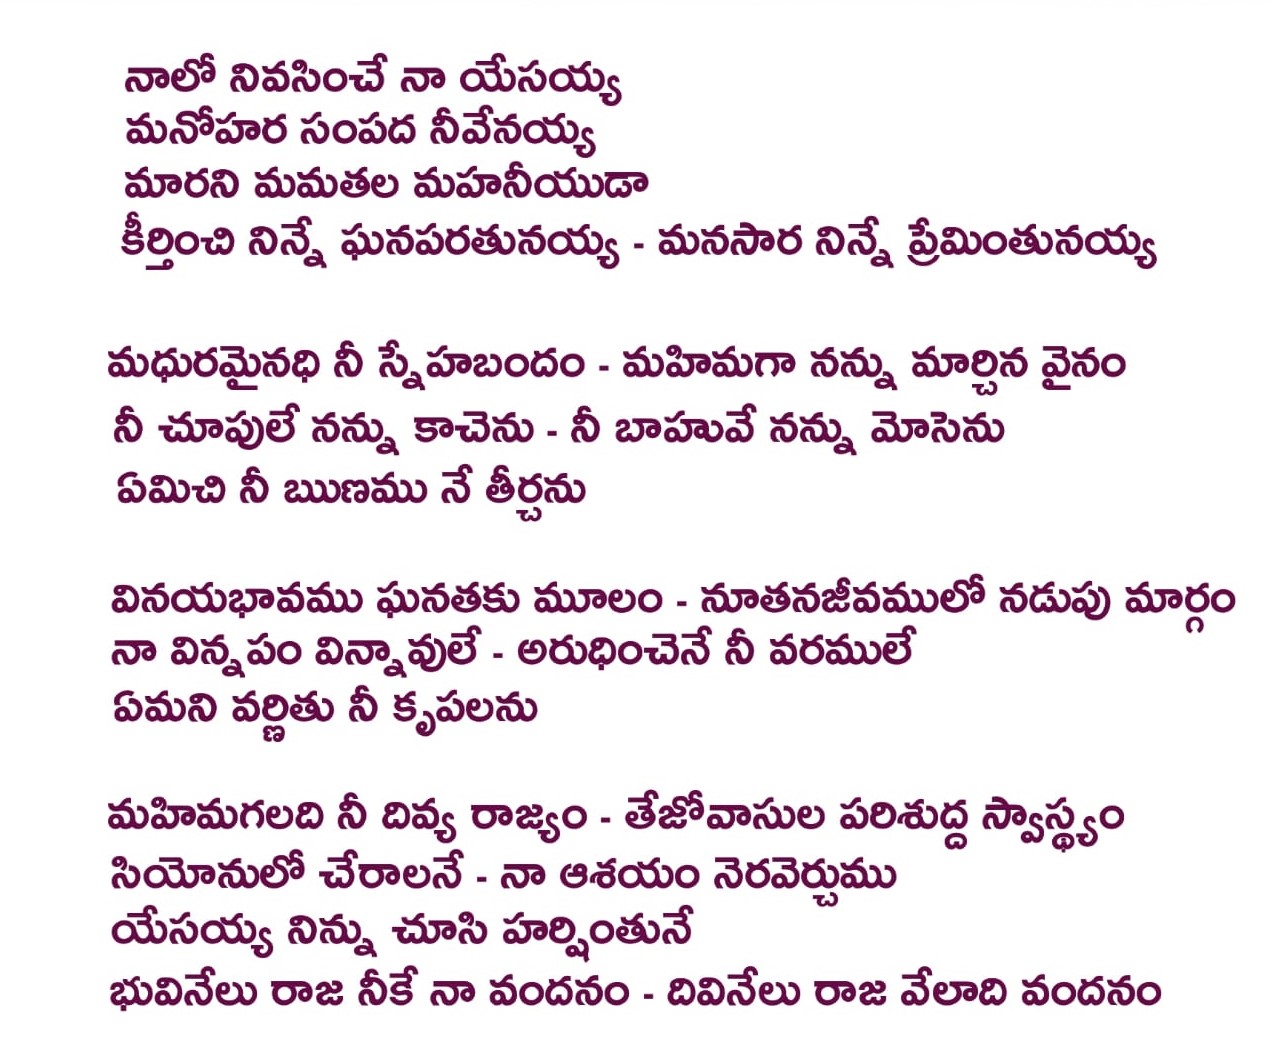 నాలో నివసించే నా యేసయ్య
మనోహర సంపద నీవేనయ్య
మారని మమతల మహనీయుడా
కీర్తించి నిన్నే ఘనపరతునయ్య - మనసార నిన్నే ప్రేమింతునయ్య
మధురమైనధి నీ స్నేహబందం - మహిమగా నన్ను మార్చిన వైనం
నీ చూపులే నన్ను కాచెను - నీ బాహువే నన్ను మోసెను
ఏమిచి నీ ఋణము నే తీర్చను
వినయభావము ఘనతకు మూలం - నూతనజీవములో నడుపు మార్గం
నా విన్నపం విన్నావులే - అరుధించెనే నీ వరములే
ఏమని వర్ణితు నీ కృపలను
మహిమగలది నీ దివ్య రాజ్యం - తేజోవాసుల పరిశుద్ద స్వాస్థ్యం
సియోనులో చేరాలనే - నా ఆశయం నెరవెర్చుము
యేసయ్య నిన్ను చూసి హర్షింతునే
భువినేలు రాజ నీకే నా వందనం - దివినేలు రాజ వేలాది వందనం